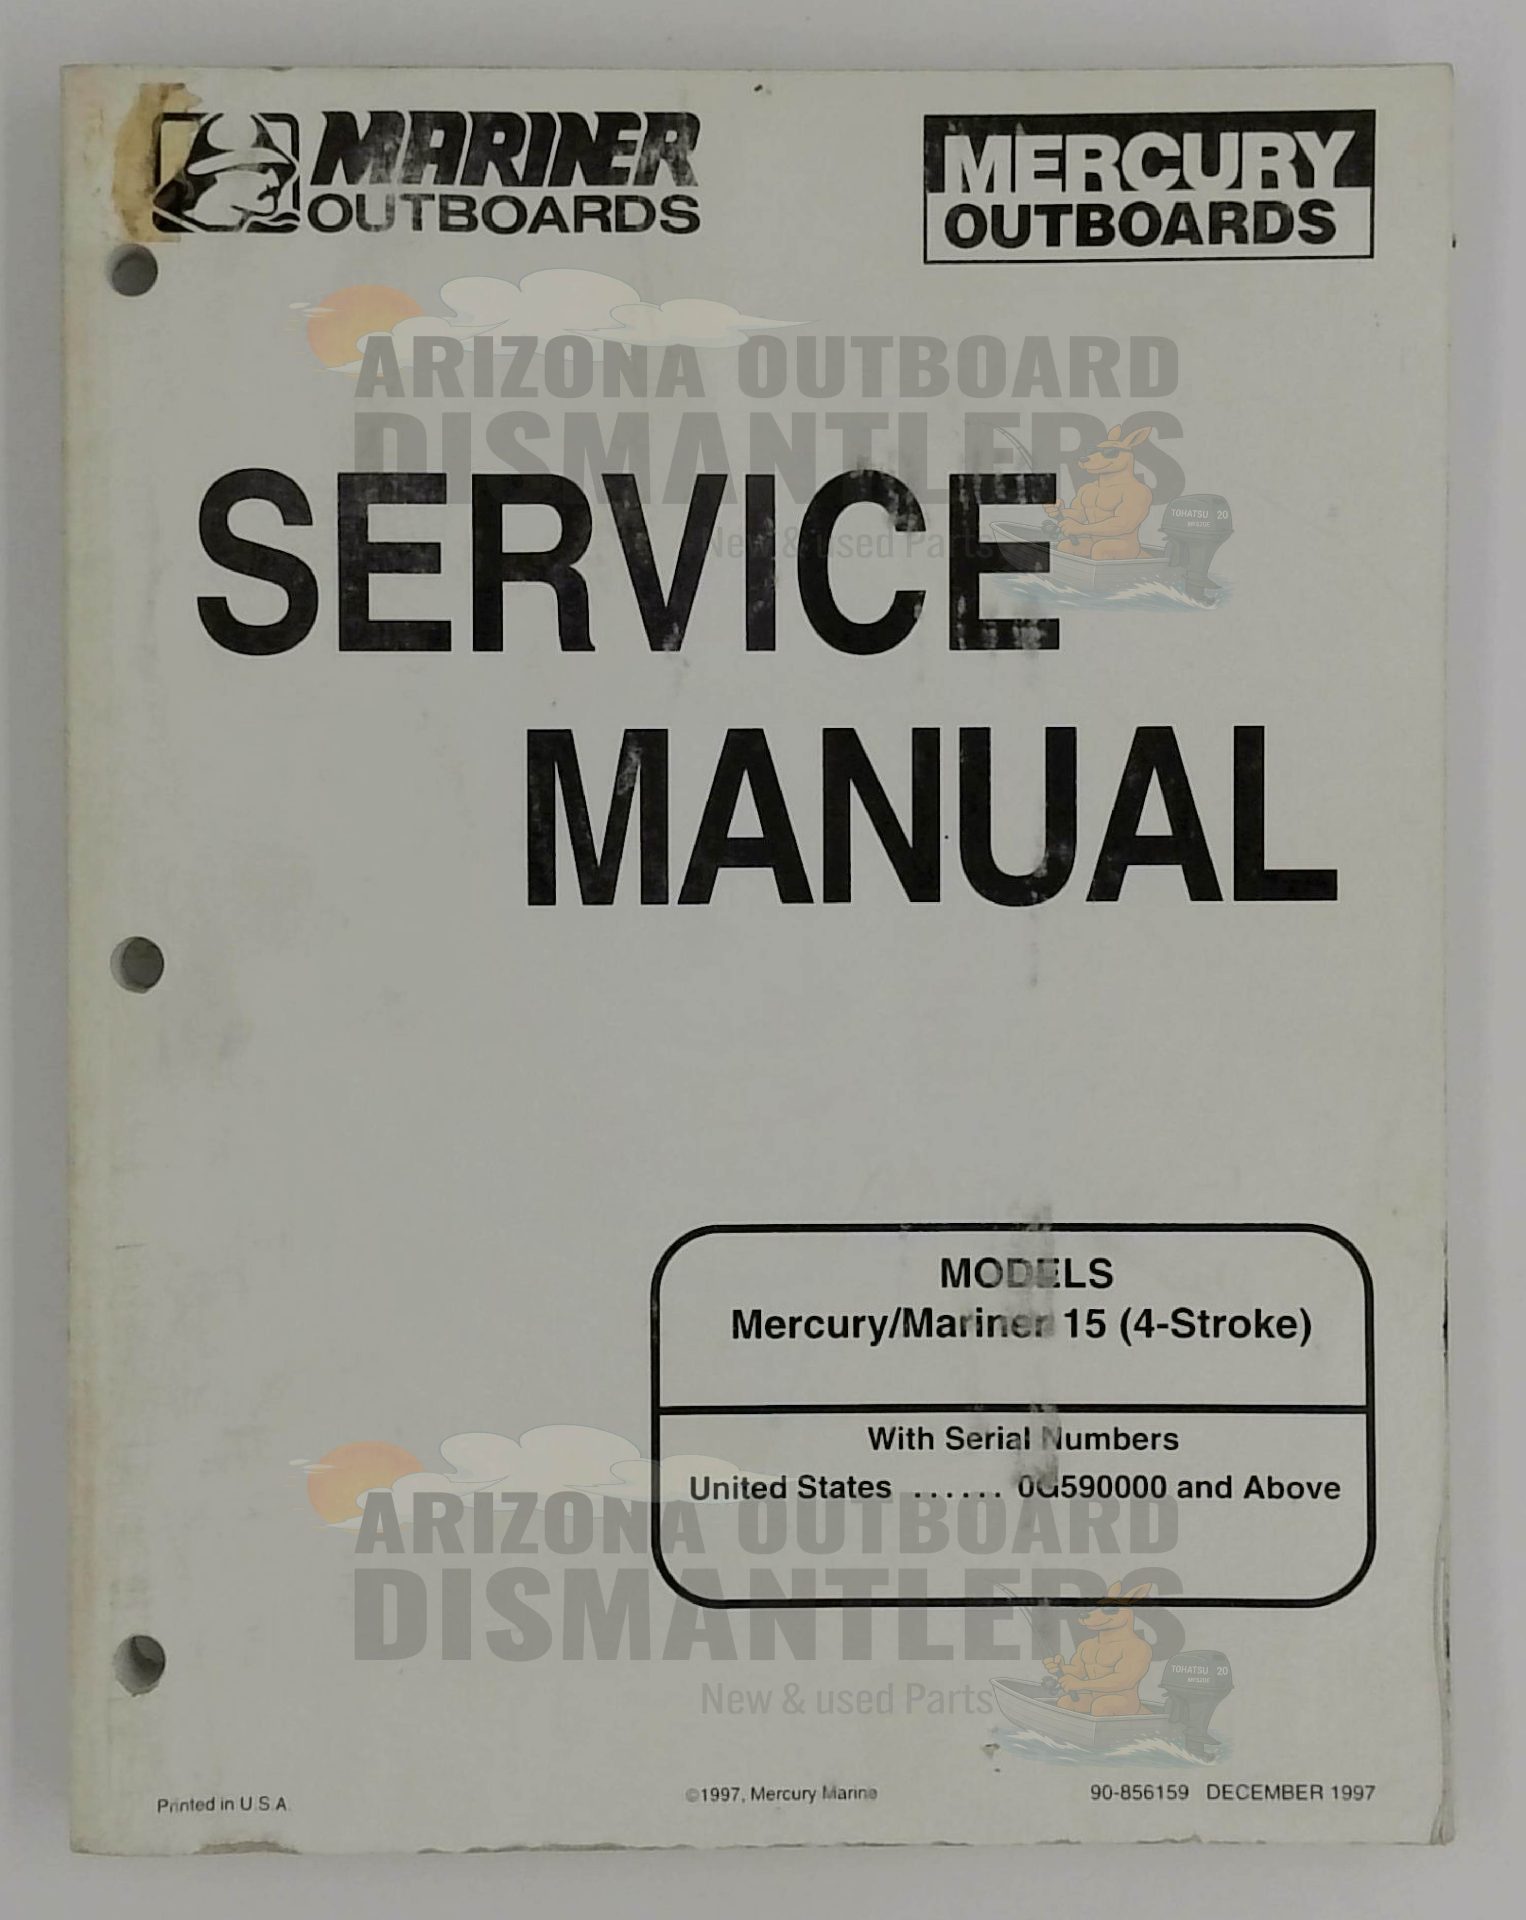 MARINER
OUTBOARDS
MERCURY
OUTBOARDS
ARIZONA OUTBOARD
DISMANTLERS
New & used Parts
TOHATSU 20
SERVICE
MANUAL
MODELS
Mercury/Mariner 15 (4-Stroke)
With Serial Numbers
United States ...... 0G590000 and Above
ARIZONA OUTBOARD
DISMANTLERS
New & used Parts
TOHATSU 20
Printed in U.S.A.
©1997, Mercury Marine
90-856159 DECEMBER 1997